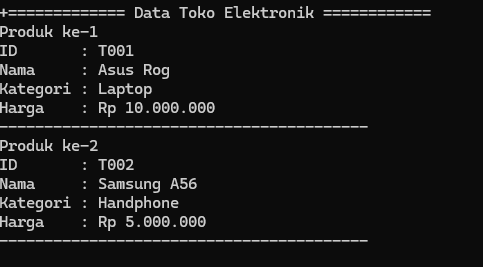 +============= Data Toko Elektronik ============
Produk ke-1
ID       : T001
Nama     : Asus Rog
Kategori : Laptop
Harga    : Rp 10.000.000
-----------------------------------------
Produk ke-2
ID       : T002
Nama     : Samsung A56
Kategori : Handphone
Harga    : Rp 5.000.000
-----------------------------------------